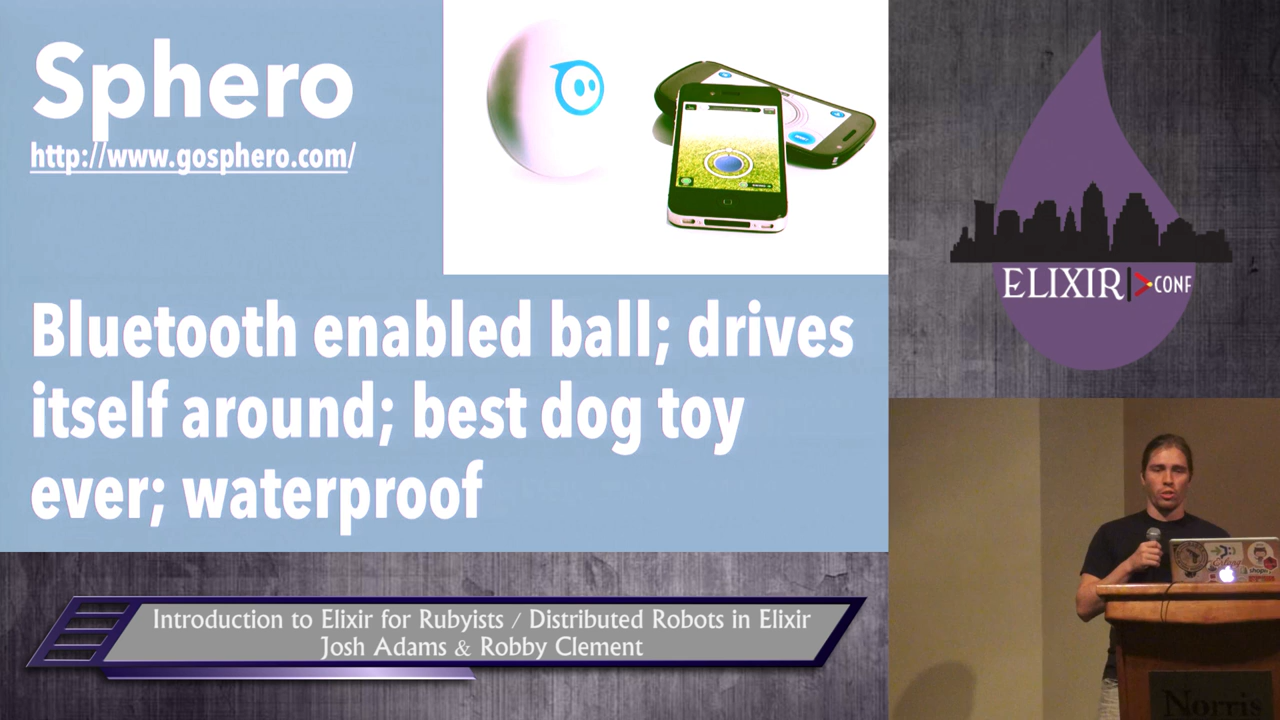 Sphero
http://www.gosphero.com/
Bluetooth enabled ball; drives
itself around; best dog toy
ever; waterproof
ELIXIR
CONF
Introduction to Elixir for Rubyists / Distributed Robots in Elixir
Josh Adams & Robby Clement
Norris